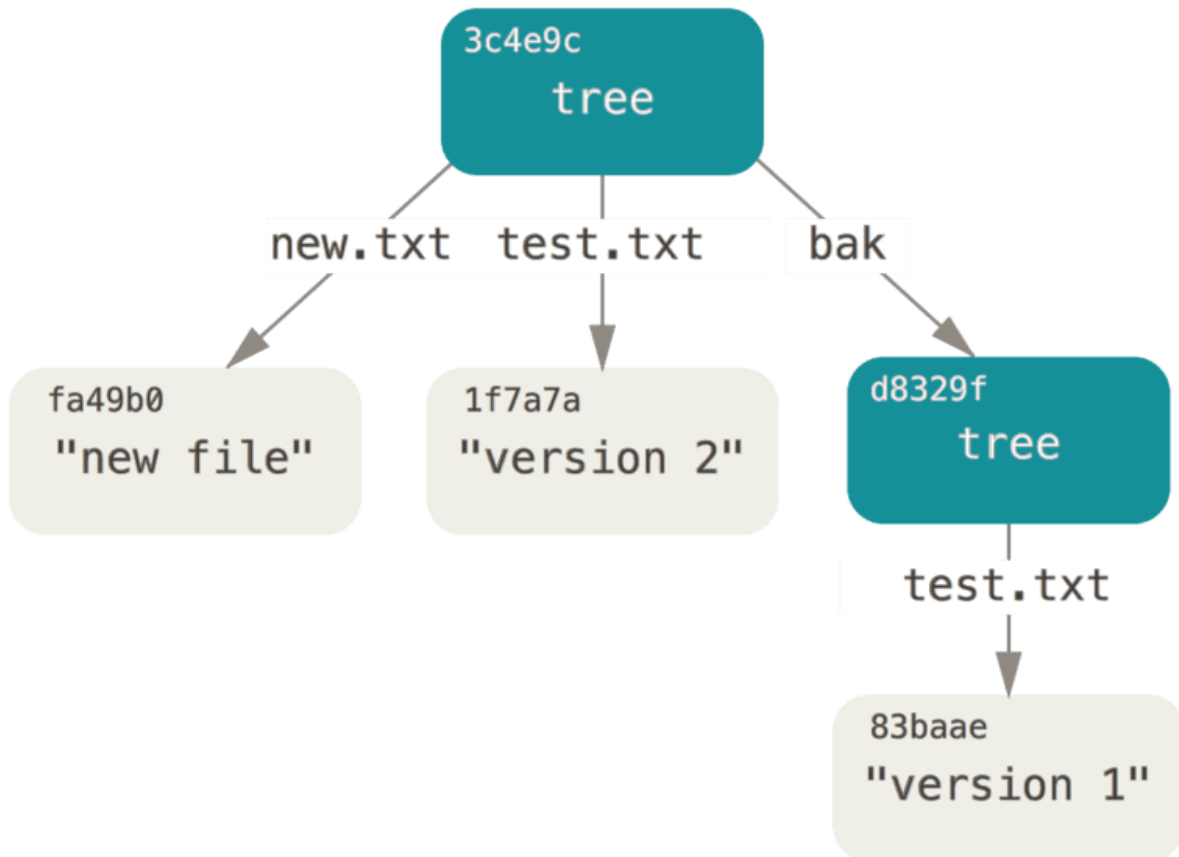 3c4e9c
tree
new.txt test.txt bak
fa49b0
"new file"
1f7a7a
"version 2"
d8329f
tree
test.txt
83baae
"version 1"